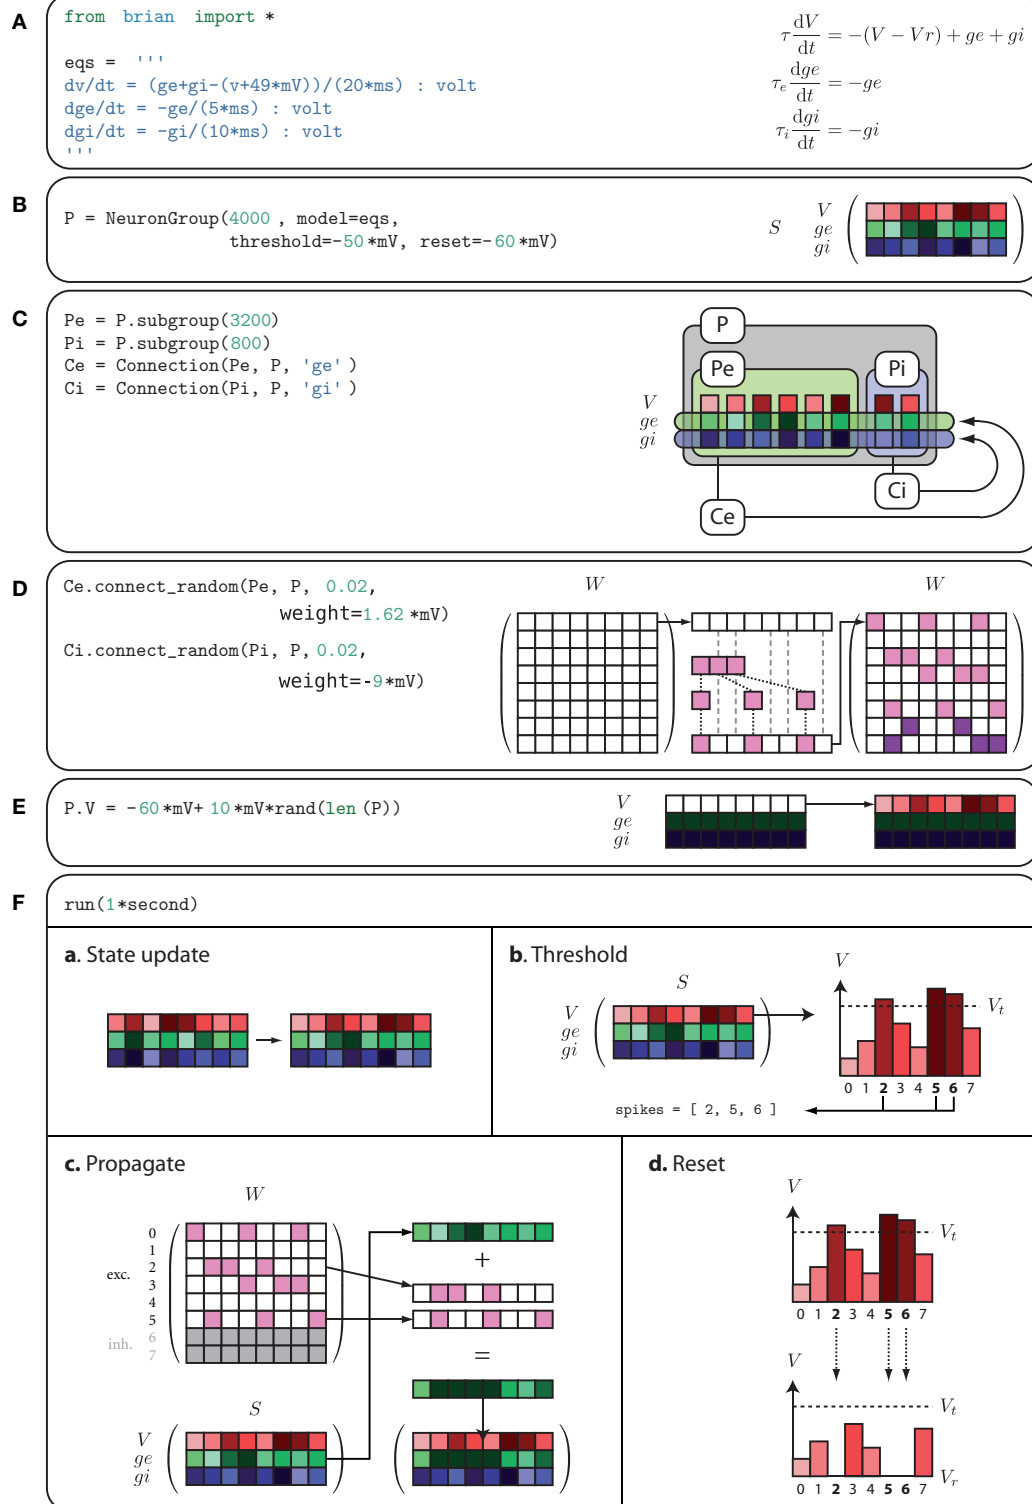 A
from brian import *
eqs = '''
dv/dt = (ge+gi-(v+49*mV))/(20*ms) : volt
dge/dt = -ge/(5*ms) : volt
dgi/dt = -gi/(10*ms) : volt
'''
τ dV/dt = −(V − Vr) + ge + gi
τe dge/dt = −ge
τi dgi/dt = −gi
B
P = NeuronGroup(4000 , model=eqs,
threshold=-50*mV, reset=-60*mV)
S
V
ge
gi
C
Pe = P.subgroup(3200)
Pi = P.subgroup(800)
Ce = Connection(Pe, P, 'ge' )
Ci = Connection(Pi, P, 'gi' )
P
Pe
Pi
V
ge
gi
Ci
Ce
D
Ce.connect_random(Pe, P, 0.02,
weight=1.62*mV)
Ci.connect_random(Pi, P, 0.02,
weight=-9*mV)
W
W
E
P.V = -60*mV+ 10*mV*rand(len (P))
V
ge
gi
F
run(1*second)
a. State update
b. Threshold
S
V
ge
gi
V
Vt
0 1 2 3 4 5 6 7
spikes = [ 2, 5, 6 ]
c. Propagate
W
0
1
2
3
4
5
6
7
exc.
inh.
+
=
S
V
ge
gi
d. Reset
V
Vt
0 1 2 3 4 5 6 7
V
Vt
Vr
0 1 2 3 4 5 6 7